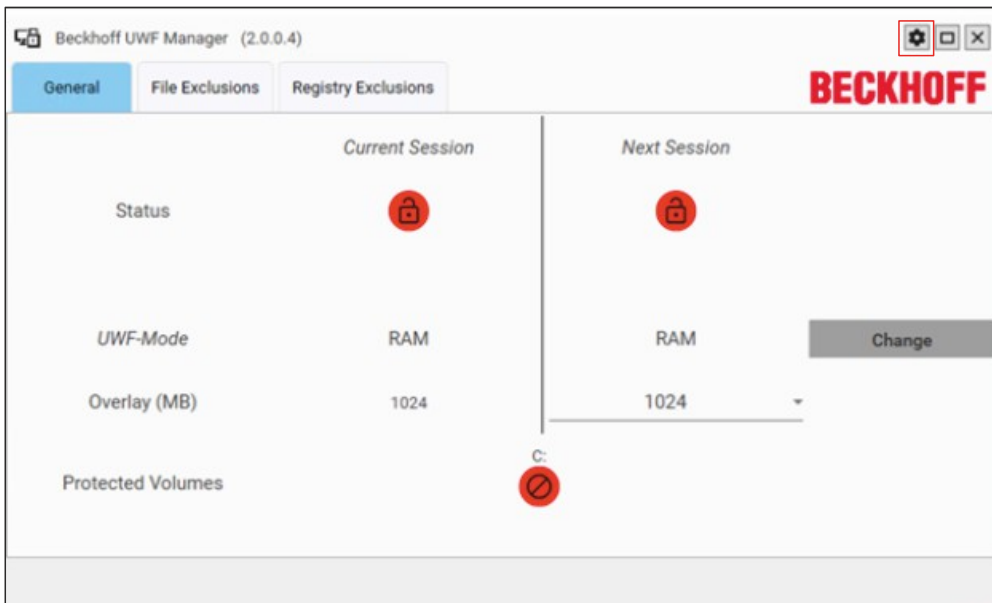 Beckhoff UWF Manager (2.0.0.4)
General File Exclusions Registry Exclusions
BECKHOFF
Current Session Next Session
Status
UWF-Mode RAM RAM Change
Overlay (MB) 1024 1024
C:
Protected Volumes